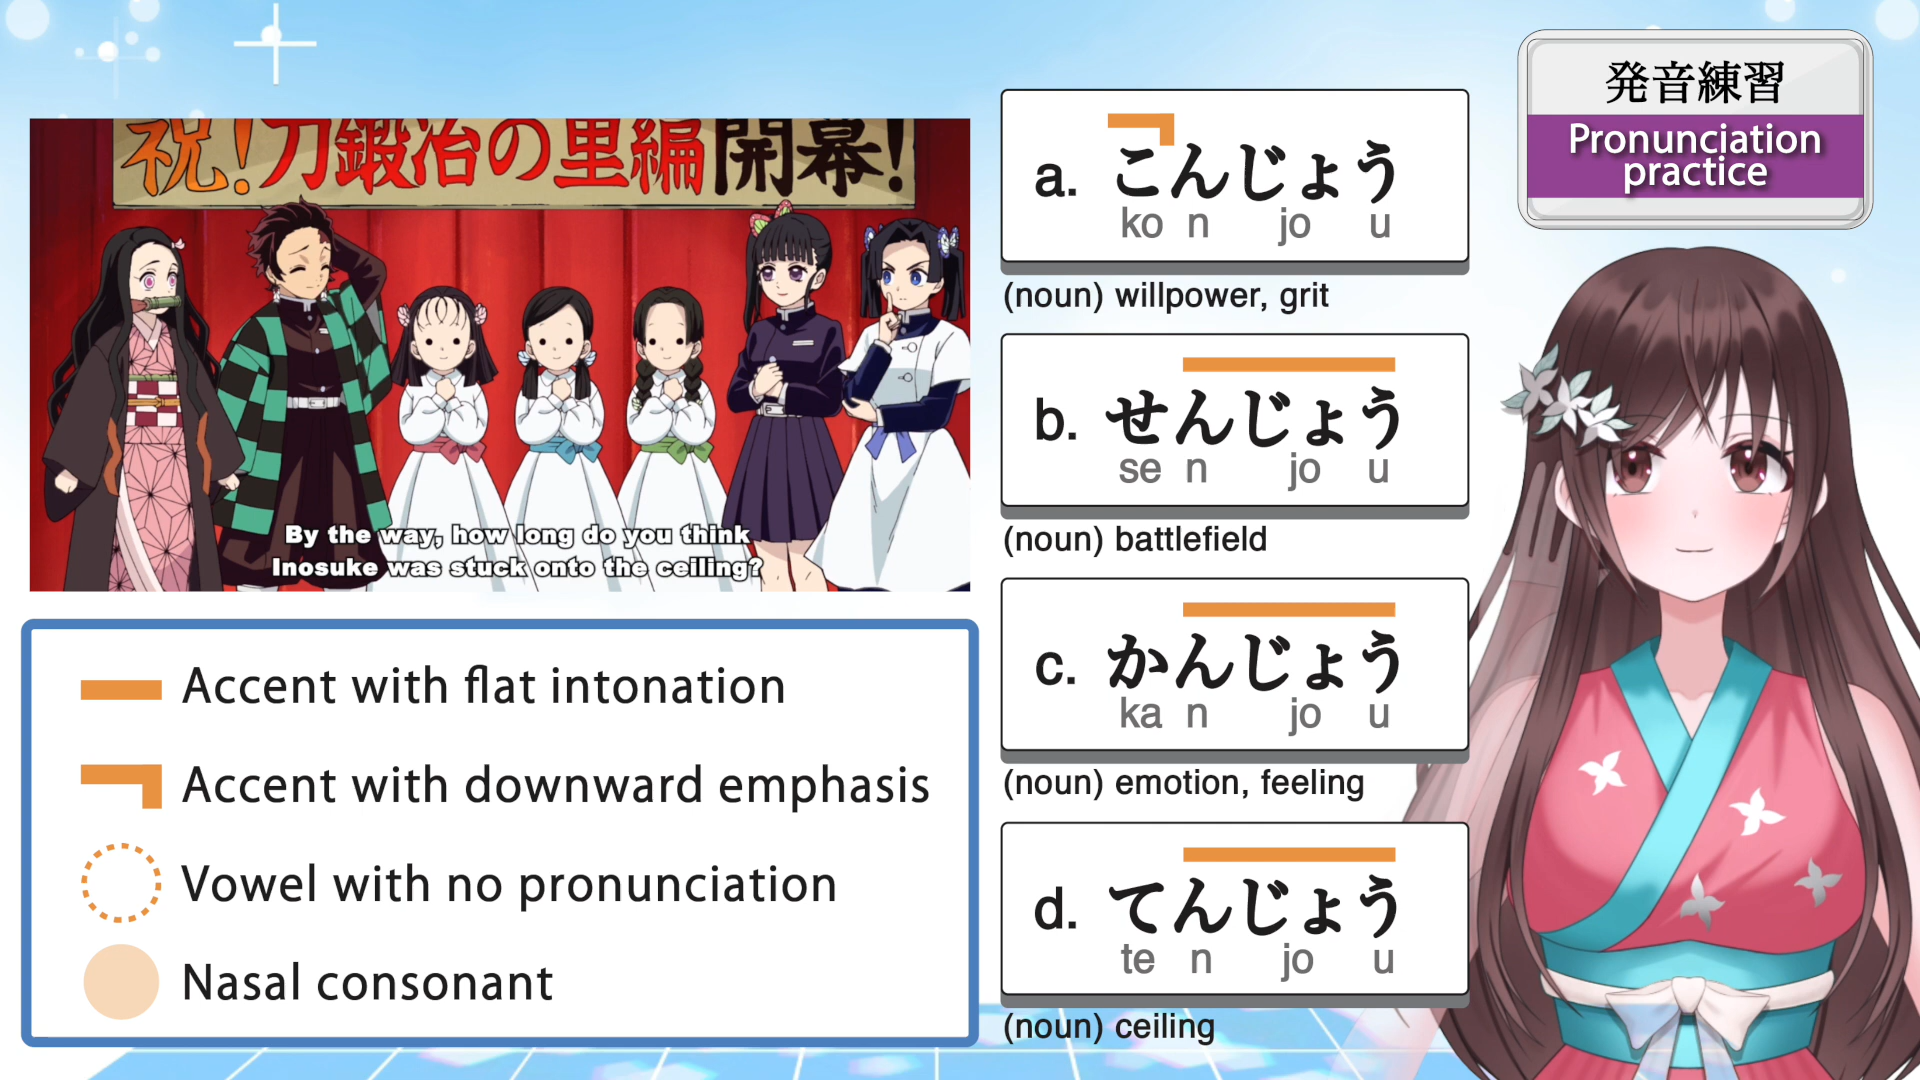 祝!刀鍛冶の里編開幕!
By the way, how long do you think
Inosuke was stuck onto the ceiling?
Accent with flat intonation
Accent with downward emphasis
Vowel with no pronunciation
Nasal consonant
a. こんじょう
ko n jo u
(noun) willpower, grit
b. せんじょう
se n jo u
(noun) battlefield
c. かんじょう
ka n jo u
(noun) emotion, feeling
d. てんじょう
te n jo u
(noun) ceiling
発音練習
Pronunciation
practice